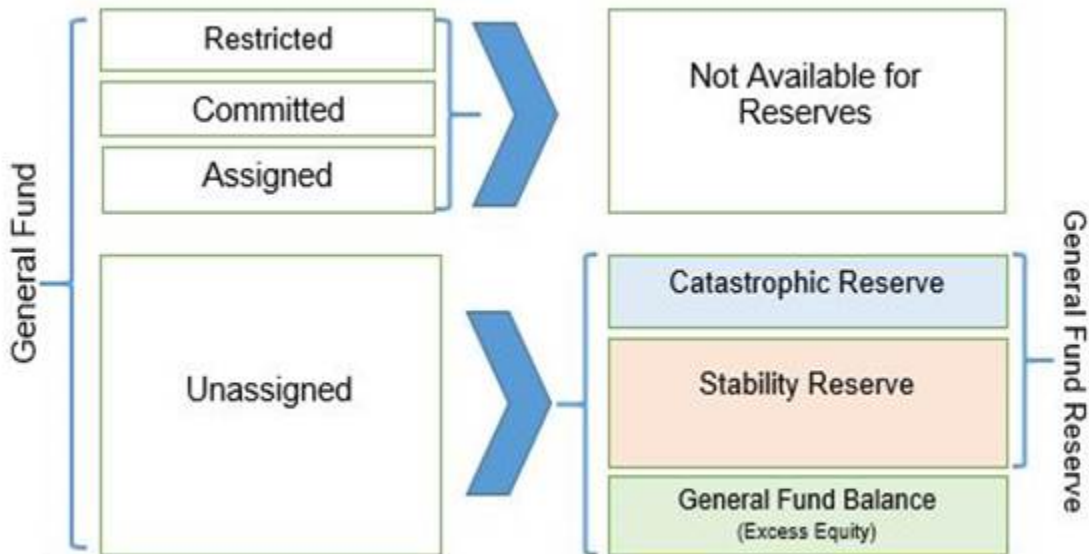 General Fund
Restricted
Committed
Assigned
Not Available for
Reserves
Unassigned
Catastrophic Reserve
Stability Reserve
General Fund Balance
(Excess Equity)
General Fund Reserve